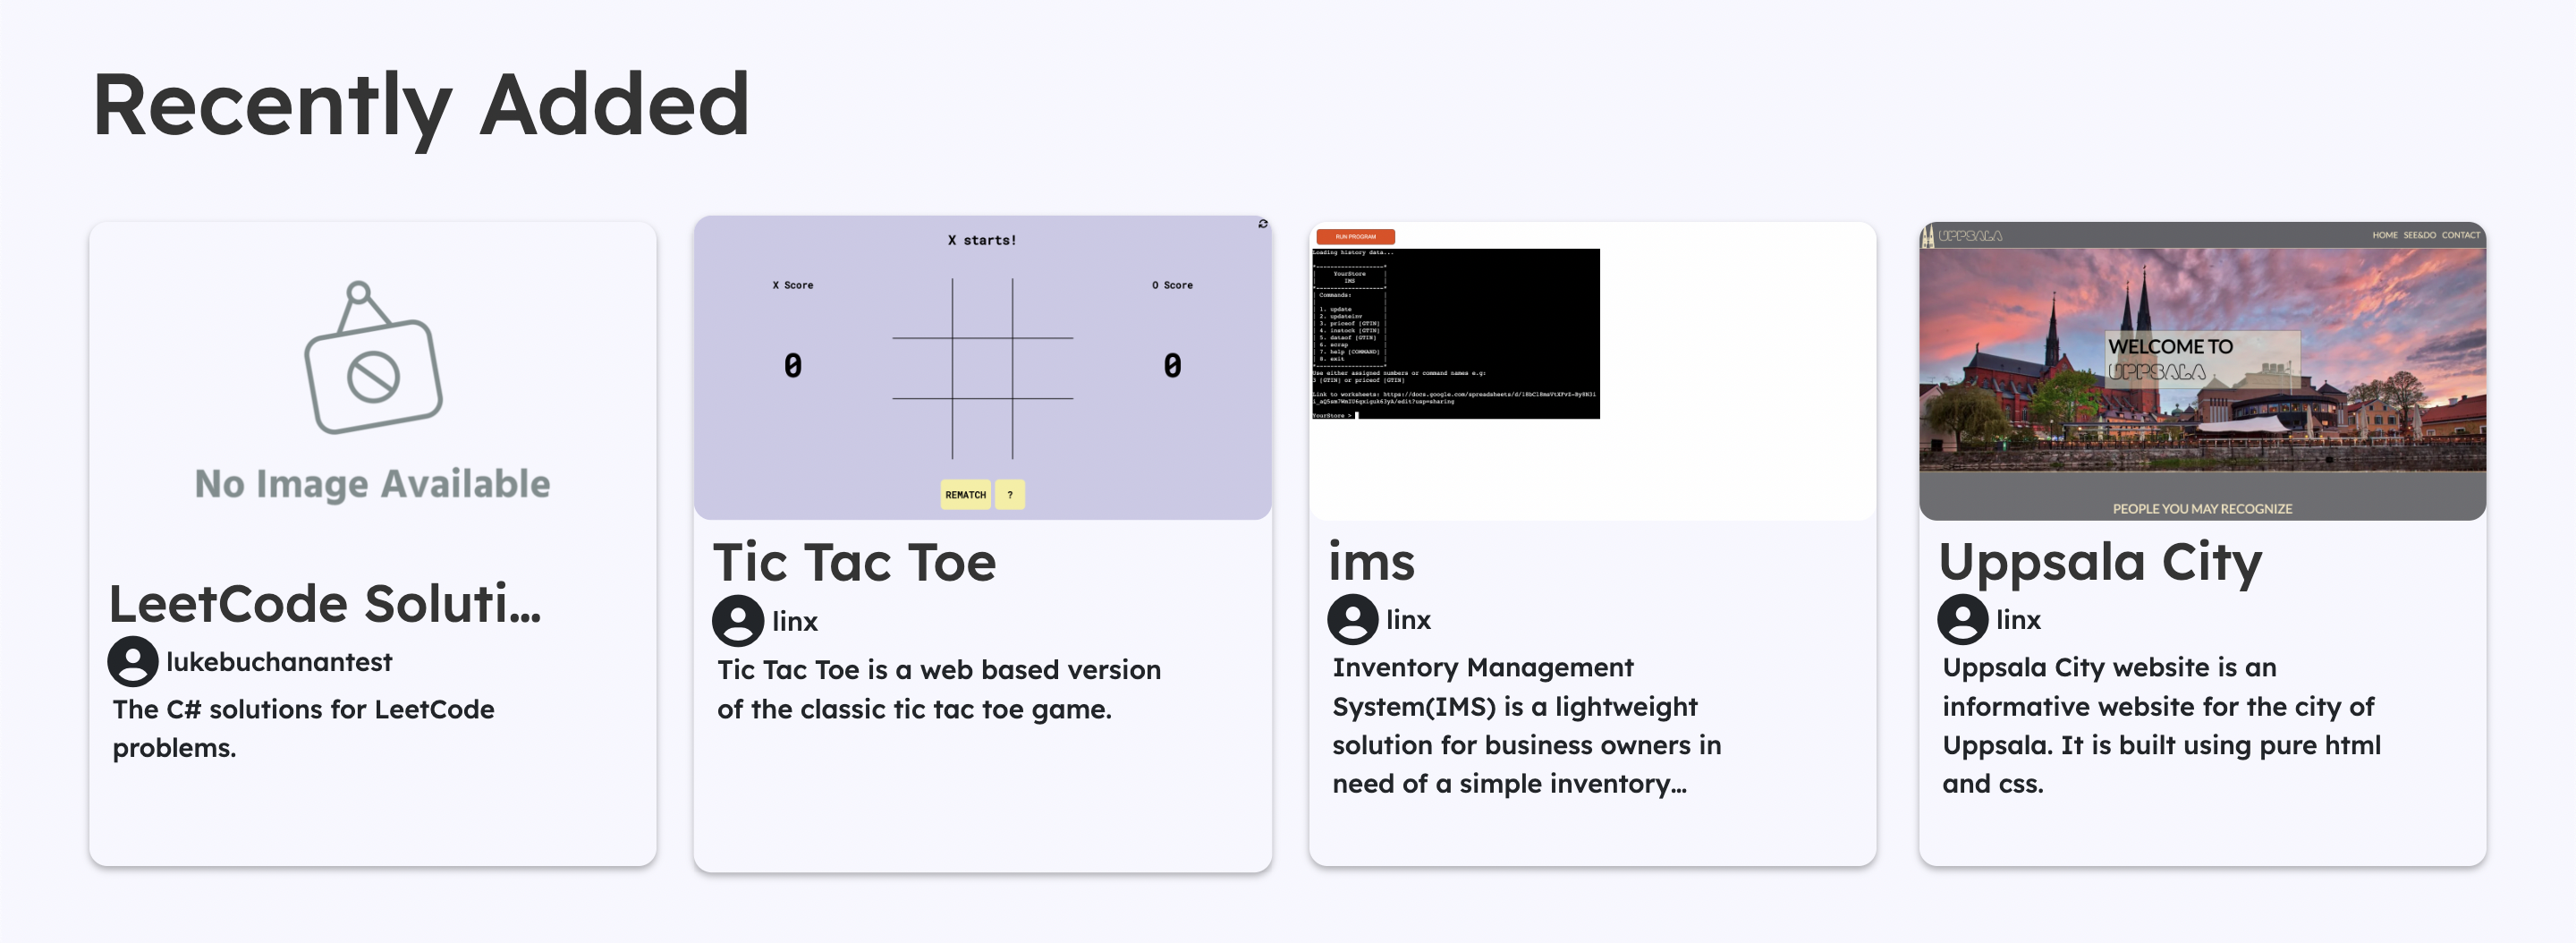 Recently Added
No Image Available
LeetCode Soluti...
lukebuchanantest
The C# solutions for LeetCode
problems.
X starts!
X Score
O Score
0
0
REMATCH
?
Tic Tac Toe
linx
Tic Tac Toe is a web based version
of the classic tic tac toe game.
RUN PROGRAM
Loading history data...
YourStore
IMS
Commands:
1. update
2. updateinv
3. priceof [GTIN]
4. instock [GTIN]
5. dataof [GTIN]
6. scrap
7. help [COMMAND]
8. exit
Use either assigned numbers or command names e.g:
3 [GTIN] or priceof [GTIN]
Link to worksheets:
YourStore >
ims
linx
Inventory Management
System(IMS) is a lightweight
solution for business owners in
need of a simple inventory...
UPPSALA
HOME SEE&DO CONTACT
WELCOME TO
UPPSALA
PEOPLE YOU MAY RECOGNIZE
Uppsala City
linx
Uppsala City website is an
informative website for the city of
Uppsala. It is built using pure html
and css.